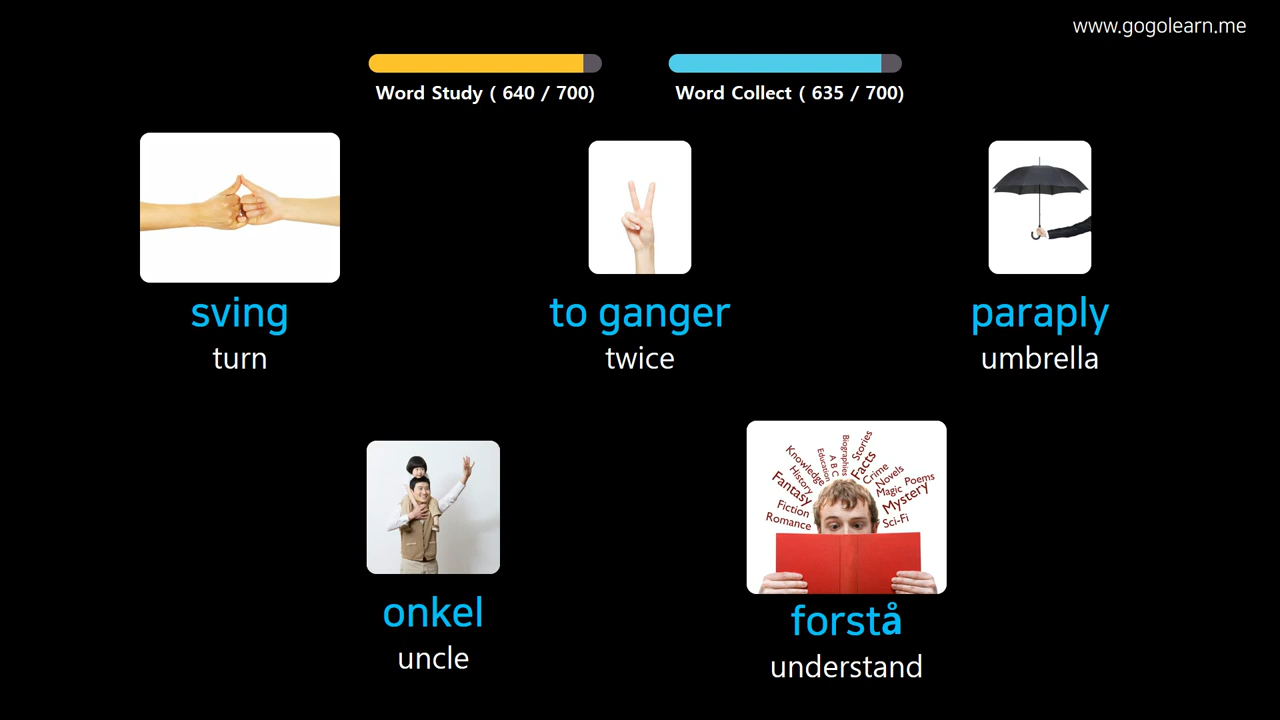 www.gogolearn.me
Word Study ( 640 / 700)
Word Collect ( 635 / 700)
sving
turn
to ganger
twice
paraply
umbrella
onkel
uncle
Knowledge
History
Fantasy
Fiction
Romance
Education
A B C
Biographies
Stories
Facts
Crime
Novels
Magic
Poems
Mystery
Sci-Fi
forstå
understand